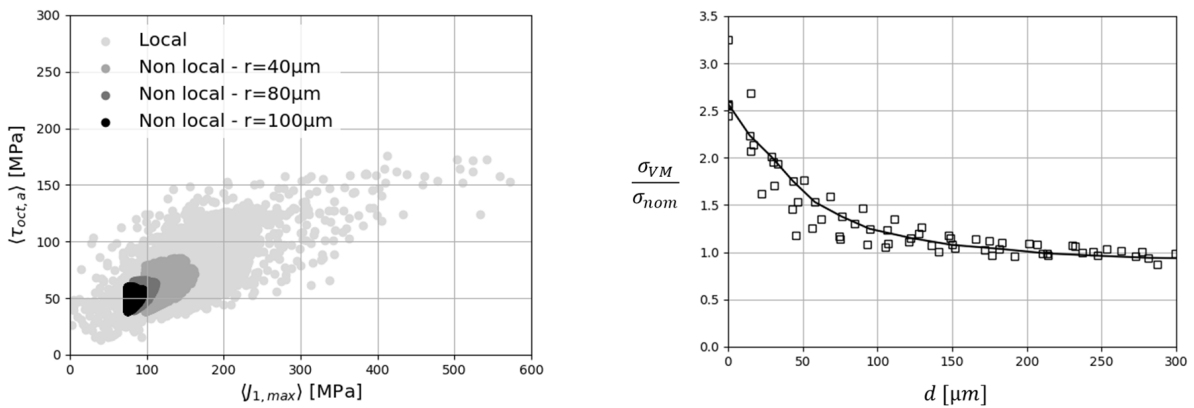 300
250
200
150
100
50
0
⟨τoct,a⟩ [MPa]
Local
Non local - r=40μm
Non local - r=80μm
Non local - r=100μm
0 100 200 300 400 500 600
⟨J1,max⟩ [MPa]
3.5
3.0
2.5
2.0
1.5
1.0
0.5
0.0
σVM
σnom
0 50 100 150 200 250 300
d [μm]